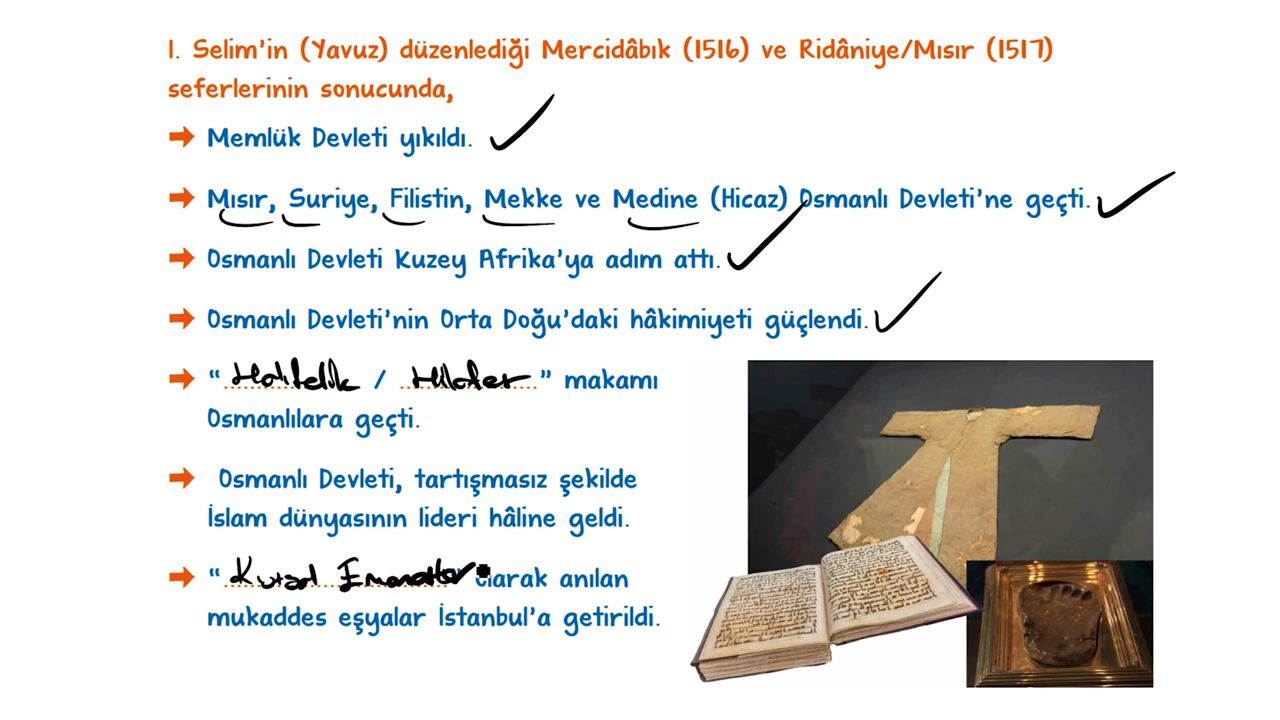 I. Selim'in (Yavuz) düzenlediği Mercidâbık (1516) ve Ridâniye/Mısır (1517)
seferlerinin sonucunda,
➡ Memlük Devleti yıkıldı.
➡ Mısır, Suriye, Filistin, Mekke ve Medine (Hicaz) Osmanlı Devleti'ne geçti.
➡ Osmanlı Devleti Kuzey Afrika'ya adım attı.
➡ Osmanlı Devleti'nin Orta Doğu'daki hâkimiyeti güçlendi.
➡ "Halifelik / Hilafet" makamı
Osmanlılara geçti.
➡ Osmanlı Devleti, tartışmasız şekilde
İslam dünyasının lideri hâline geldi.
➡ "Kutsal Emanetler" olarak anılan
mukaddes eşyalar İstanbul'a getirildi.